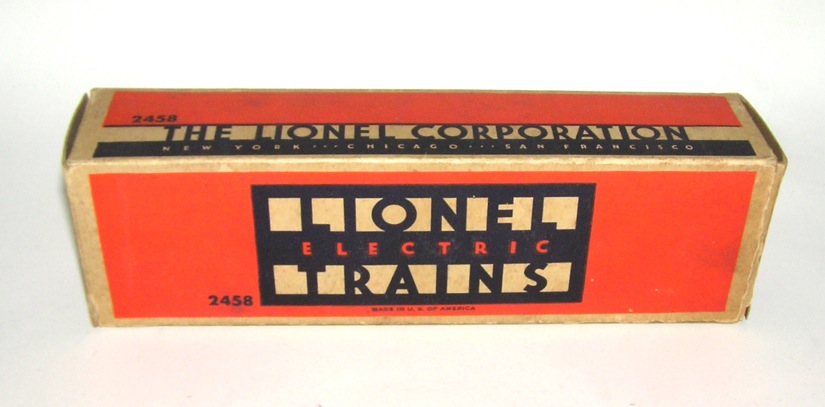 2458
THE LIONEL CORPORATION
NEW YORK ··· CHICAGO ··· SAN FRANCISCO
LIONEL
ELECTRIC
TRAINS
2458
MADE IN U. S. OF AMERICA